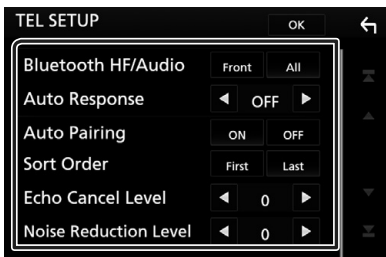 TEL SETUP OK
Bluetooth HF/Audio Front All
Auto Response OFF
Auto Pairing ON OFF
Sort Order First Last
Echo Cancel Level 0
Noise Reduction Level 0